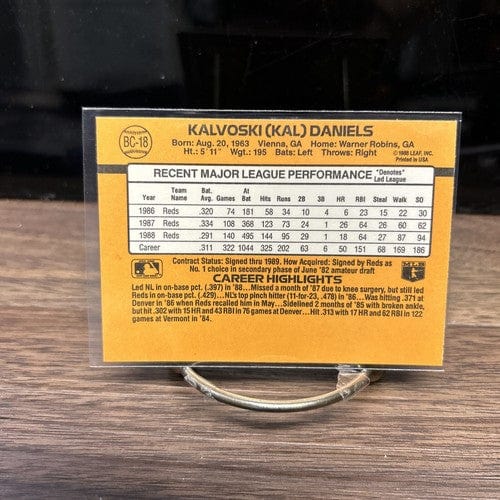 BC-18
KALVOSKI (KAL) DANIELS
Born: Aug. 20, 1963 Vienna, GA Home: Warner Robins, GA
Ht.: 5' 11" Wgt.: 195 Bats: Left Throws: Right
© 1988 LEAF, INC.
Printed in USA
RECENT MAJOR LEAGUE PERFORMANCE *Denotes* Led League
Year Team Name Bat. Avg. Games At Bat Hits Runs 2B 3B HR RBI Steal Walk SO
1986 Reds .320 74 181 58 34 10 4 6 23 15 22 30
1987 Reds .334 108 368 123 73 24 1 26 64 26 60 62
1988 Reds .291 140 495 144 95 29 1 18 64 27 87 94
Career .311 322 1044 325 202 63 6 50 151 68 169 186
Contract Status: Signed thru 1989. How Acquired: Signed by Reds as
No. 1 choice in secondary phase of June '82 amateur draft
CAREER HIGHLIGHTS
Led NL in on-base pct. (.397) in '88...Missed a month of '87 due to knee surgery, but still led
Reds in on-base pct. (.429)...NL's top pinch hitter (11-for-23, .478) in '86...Was hitting .371 at
Denver in '86 when Reds recalled him in May...Sidelined 2 months of '85 with broken ankle,
but hit .302 with 15 HR and 43 RBI in 76 games at Denver...Hit .313 with 17 HR and 62 RBI in 122
games at Vermont in '84.